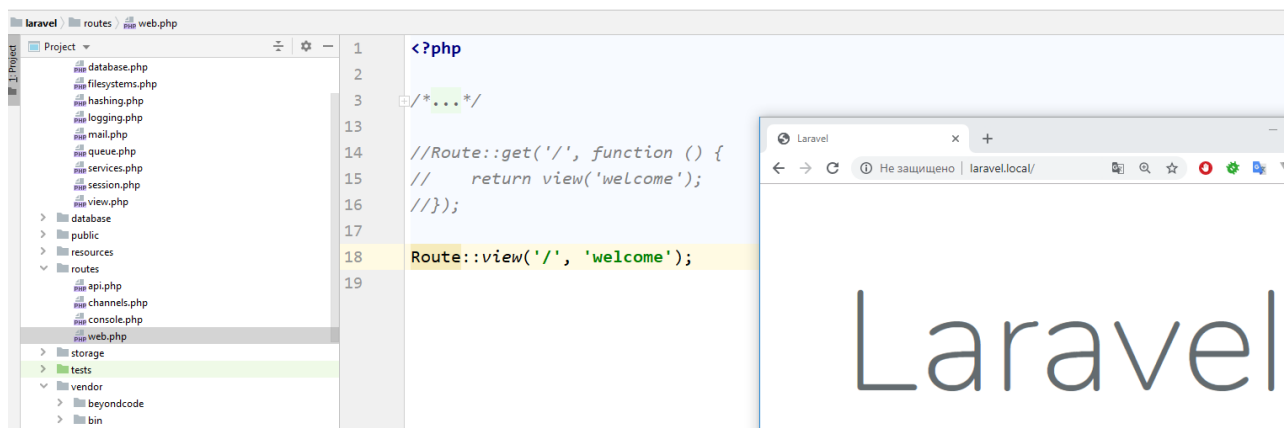 laravel routes web.php
1: Project
Project
database.php
filesystems.php
hashing.php
logging.php
mail.php
queue.php
services.php
session.php
view.php
database
public
resources
routes
api.php
channels.php
console.php
web.php
storage
tests
vendor
beyondcode
bin
1 <?php
2
3 /*...*/
13
14 //Route::get('/', function () {
15 //    return view('welcome');
16 //});
17
18 Route::view('/', 'welcome');
19
Laravel
Не защищено | laravel.local/
Laravel